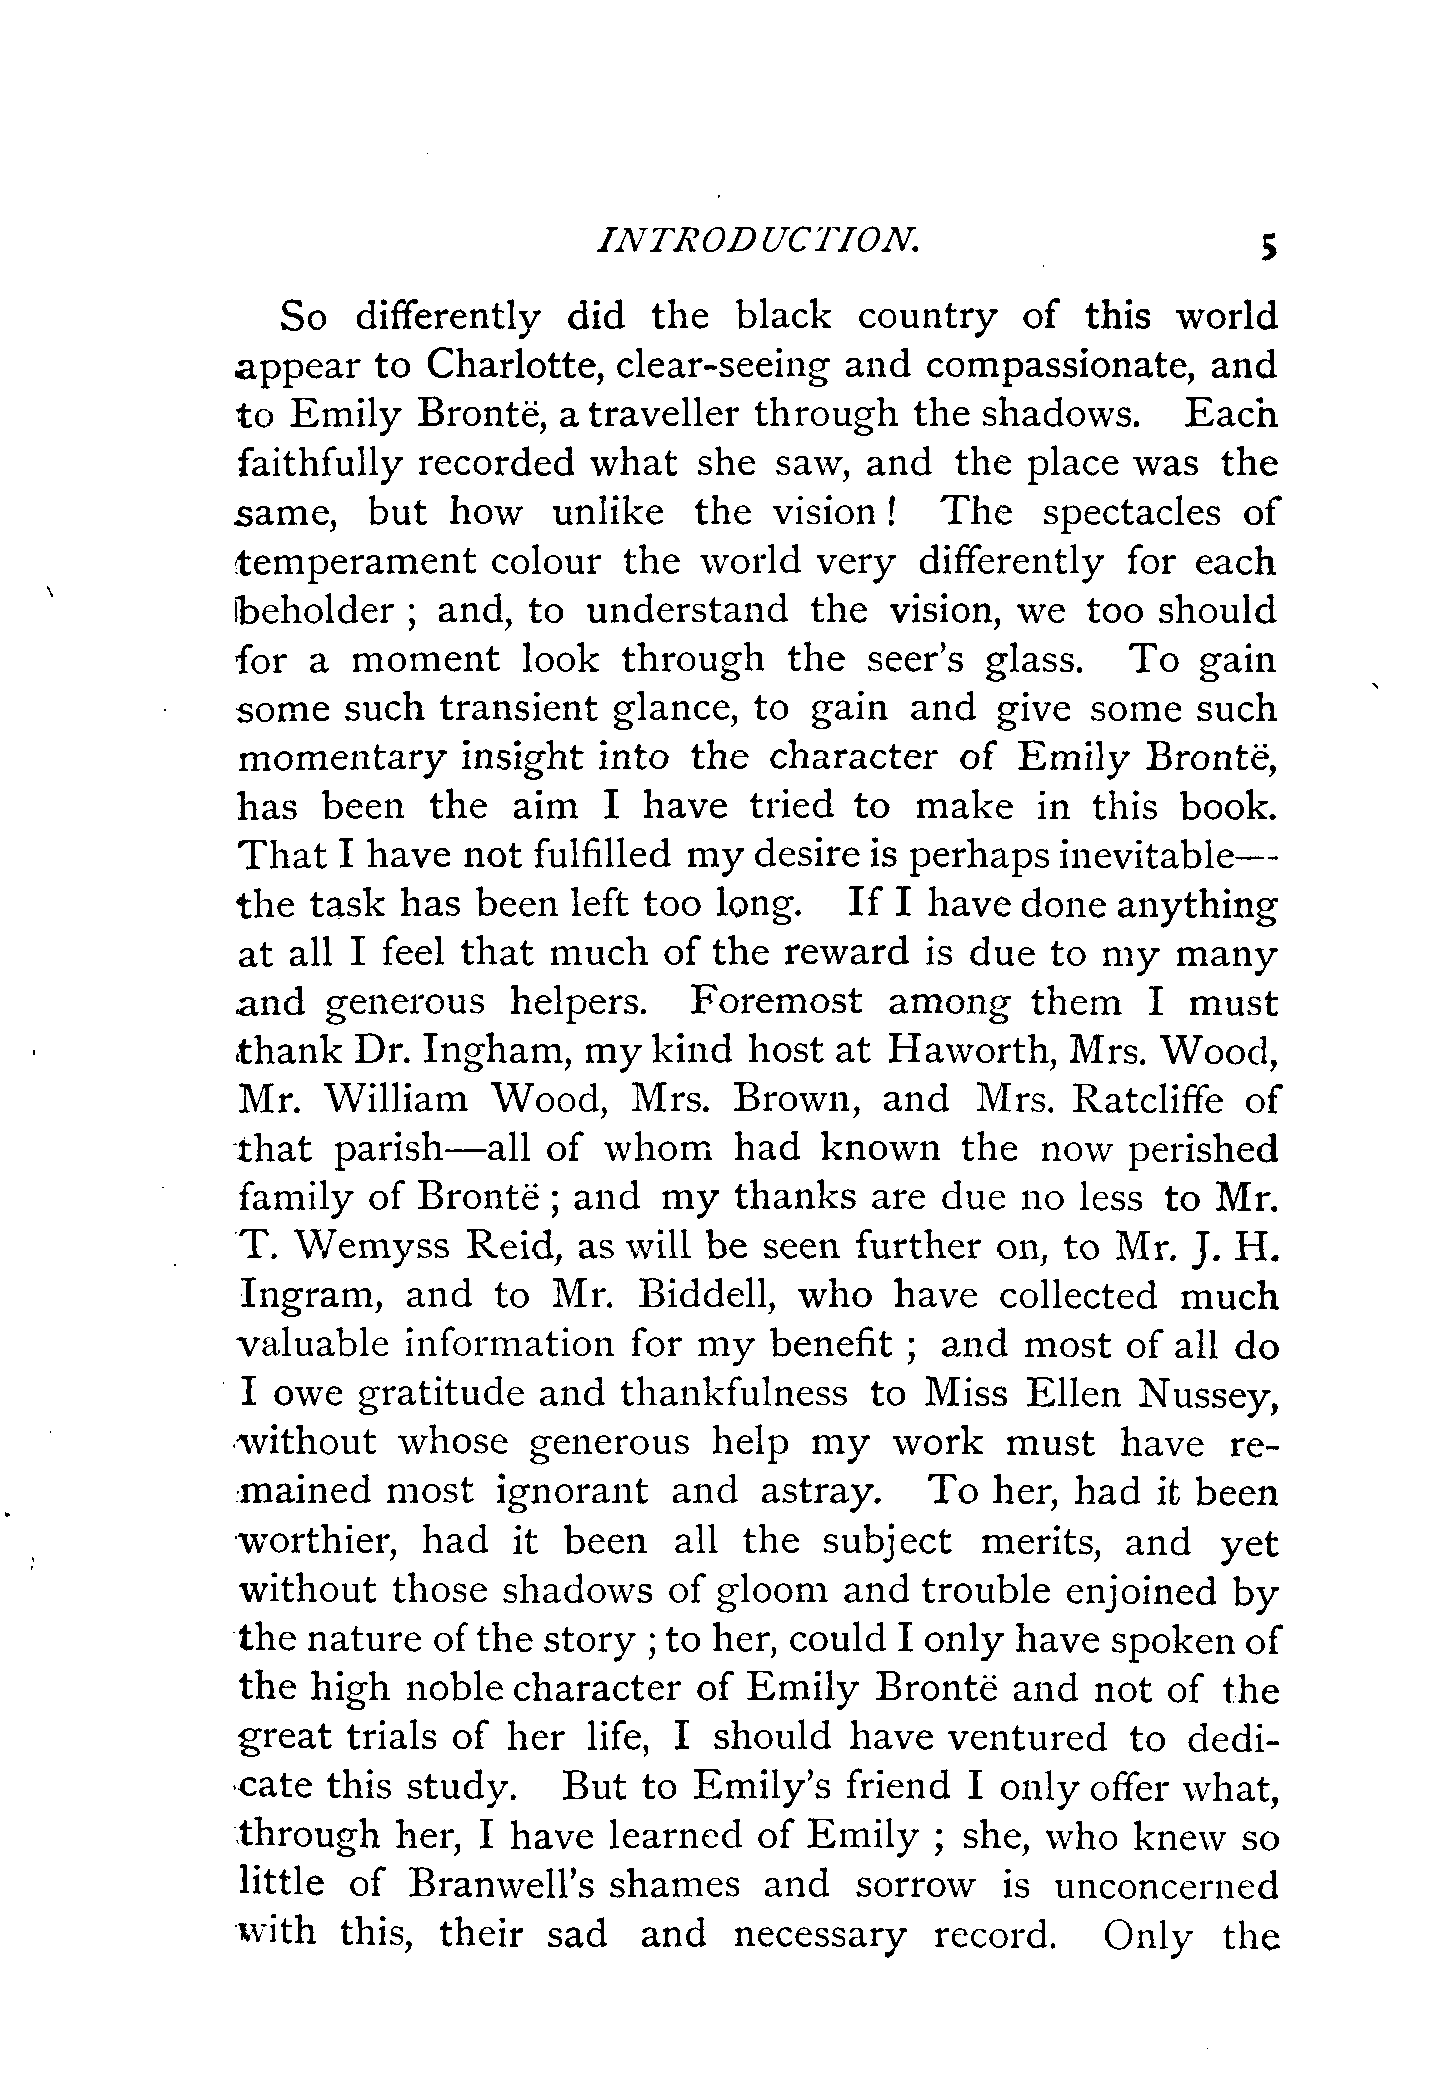 INTRODUCTION. 5
So differently did the black country of this world
appear to Charlotte, clear-seeing and compassionate, and
to Emily Brontë, a traveller through the shadows. Each
faithfully recorded what she saw, and the place was the
same, but how unlike the vision! The spectacles of
temperament colour the world very differently for each
beholder; and, to understand the vision, we too should
for a moment look through the seer's glass. To gain
some such transient glance, to gain and give some such
momentary insight into the character of Emily Brontë,
has been the aim I have tried to make in this book.
That I have not fulfilled my desire is perhaps inevitable—
the task has been left too long. If I have done anything
at all I feel that much of the reward is due to my many
and generous helpers. Foremost among them I must
thank Dr. Ingham, my kind host at Haworth, Mrs. Wood,
Mr. William Wood, Mrs. Brown, and Mrs. Ratcliffe of
that parish—all of whom had known the now perished
family of Brontë; and my thanks are due no less to Mr.
T. Wemyss Reid, as will be seen further on, to Mr. J. H.
Ingram, and to Mr. Biddell, who have collected much
valuable information for my benefit; and most of all do
I owe gratitude and thankfulness to Miss Ellen Nussey,
without whose generous help my work must have re-
mained most ignorant and astray. To her, had it been
worthier, had it been all the subject merits, and yet
without those shadows of gloom and trouble enjoined by
the nature of the story; to her, could I only have spoken of
the high noble character of Emily Brontë and not of the
great trials of her life, I should have ventured to dedi-
cate this study. But to Emily's friend I only offer what,
through her, I have learned of Emily; she, who knew so
little of Branwell's shames and sorrow is unconcerned
with this, their sad and necessary record. Only the